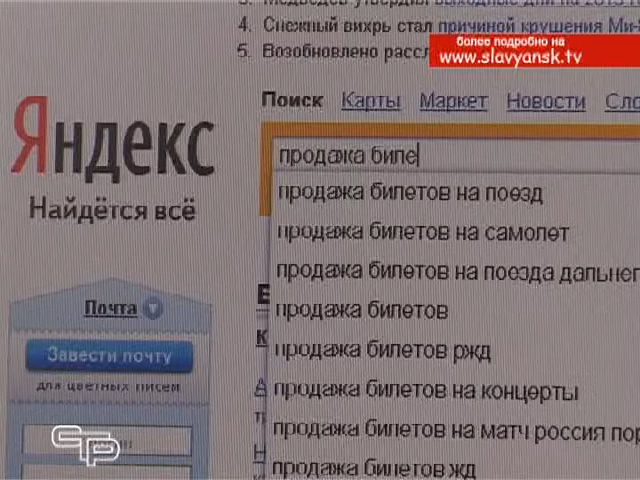 3. Медведев утвердил выходные дни на 2013
4. Снежный вихрь стал причиной крушения Ми-8
5. Возобновлено
более подробно на
www.slavyansk.tv
Поиск Карты Маркет Новости
Яндекс
Найдётся всё
продажа биле
продажа билетов на поезд
продажа билетов на самолет
продажа билетов на поезда
продажа билетов
продажа билетов ржд
продажа билетов на концерты
продажа билетов на матч россия
продажа билетов жд
Почта
Завести почту
для цветных писем